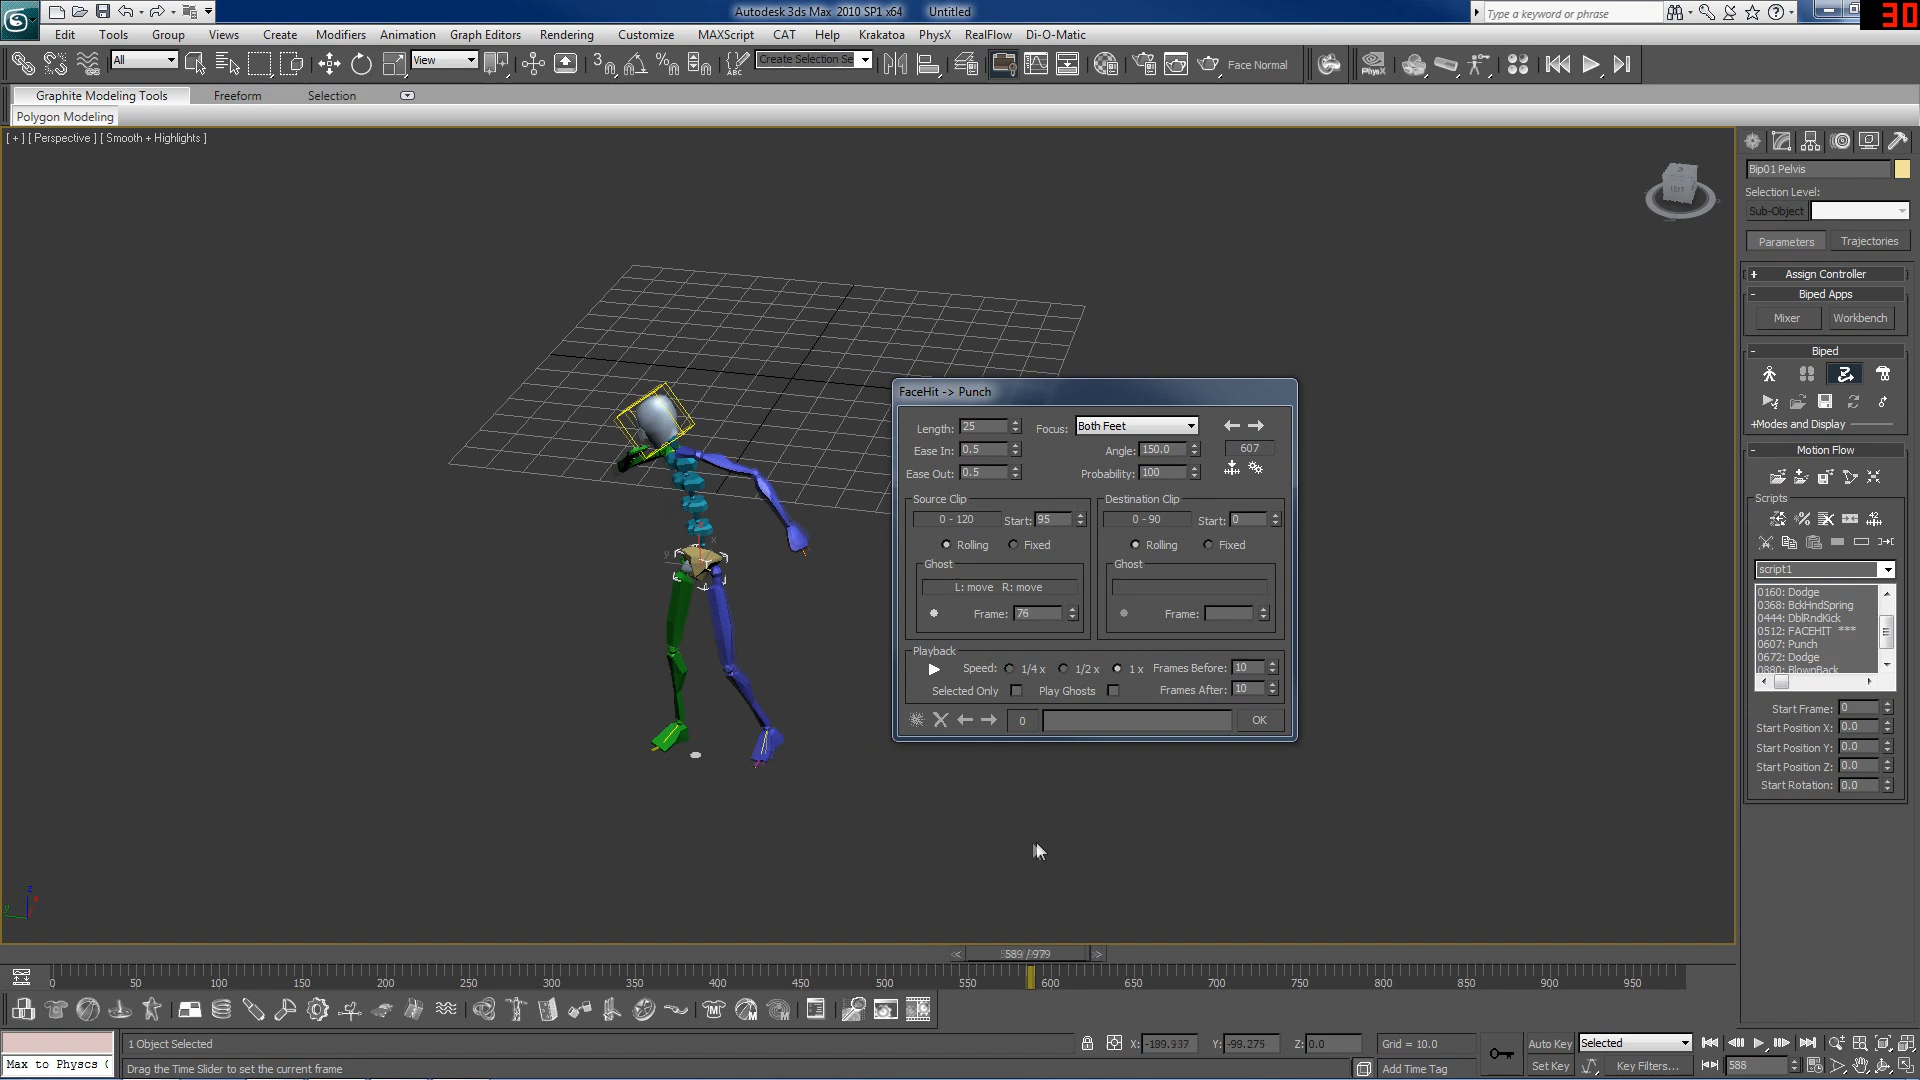 Autodesk 3ds Max 2010 SP1 x64 Untitled
Type a keyword or phrase
30
Edit Tools Group Views Create Modifiers Animation Graph Editors Rendering Customize MAXScript CAT Help Krakatoa PhysX RealFlow Di-O-Matic
All View Create Selection Se Face Normal
Graphite Modeling Tools Freeform Selection
Polygon Modeling
[ + ] [ Perspective ] [ Smooth + Highlights ]
LEFT
Bip01 Pelvis
Selection Level:
Sub-Object
Parameters Trajectories
+ Assign Controller
- Biped Apps
Mixer Workbench
- Biped
+Modes and Display
- Motion Flow
Scripts
script1
0160: Dodge
0368: BckHndSpring
0444: DblRndKick
0512: FACEHIT ***
0607: Punch
0672: Dodge
0880: BlownBack
Start Frame: 0
Start Position X: 0.0
Start Position Y: 0.0
Start Position Z: 0.0
Start Rotation: 0.0
FaceHit -> Punch
Length: 25 Focus: Both Feet
Ease In: 0.5 Angle: 150.0 607
Ease Out: 0.5 Probability: 100
Source Clip Destination Clip
0 - 120 Start: 95 0 - 90 Start: 0
Rolling Fixed Rolling Fixed
Ghost Ghost
L: move R: move
Frame: 76 Frame:
Playback
Speed: 1/4 x 1/2 x 1 x Frames Before: 10
Selected Only Play Ghosts Frames After: 10
0 OK
< 589 / 979 >
0 50 100 150 200 250 300 350 400 450 500 550 600 650 700 750 800 850 900 950
1 Object Selected X: -189.937 Y: -99.275 Z: 0.0 Grid = 10.0 Auto Key Selected
Max to Physcs ( Drag the Time Slider to set the current frame Add Time Tag Set Key Key Filters... 588